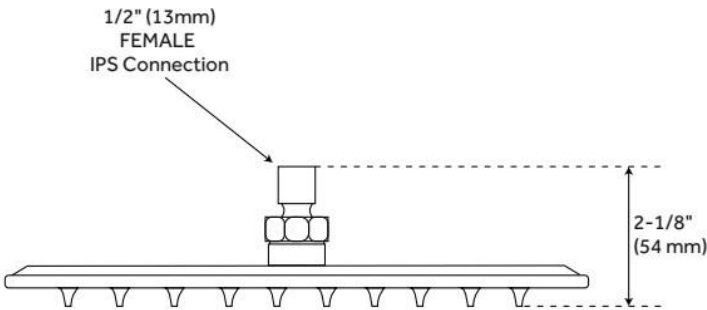 1/2" (13mm)
FEMALE
IPS Connection
2-1/8"
(54 mm)